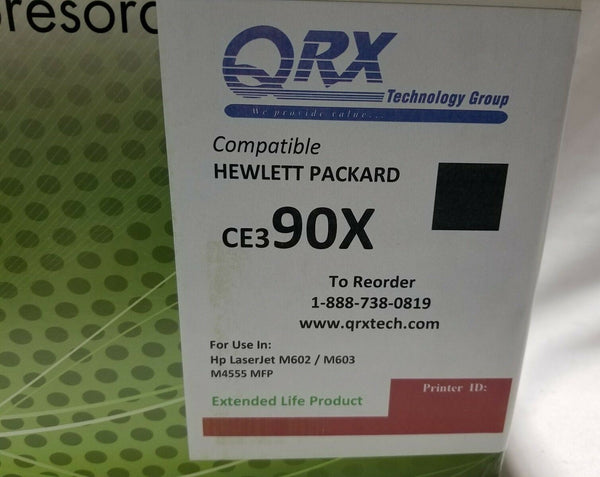 QRX
Technology Group
We provide value...
Compatible
HEWLETT PACKARD
CE390X
To Reorder
1-888-738-0819
www.qrxtech.com
For Use In:
Hp LaserJet M602 / M603
M4555 MFP
Extended Life Product
Printer ID: